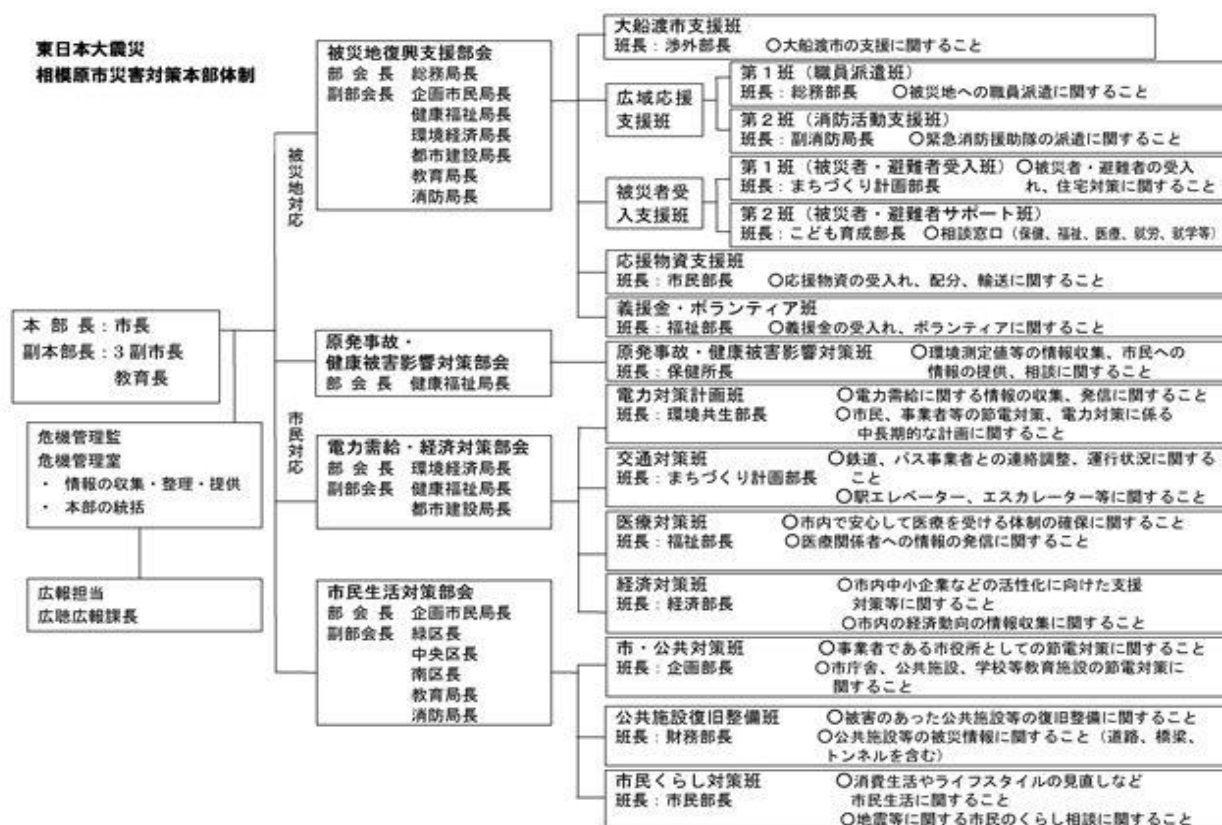 東日本大震災
相模原市災害対策本部体制
本 部 長：市長
副本部長：3副市長
教育長
危機管理監
危機管理室
・ 情報の収集・整理・提供
・ 本部の統括
広報担当
広聴広報課長
被災地対応
市民対応
被災地復興支援部会
部 会 長 総務局長
副部会長 企画市民局長
健康福祉局長
環境経済局長
都市建設局長
教育局長
消防局長
原発事故・
健康被害影響対策部会
部 会 長 健康福祉局長
電力需給・経済対策部会
部 会 長 環境経済局長
副部会長 健康福祉局長
都市建設局長
市民生活対策部会
部 会 長 企画市民局長
副部会長 緑区長
中央区長
南区長
教育局長
消防局長
大船渡市支援班
班長：渉外部長 ○大船渡市の支援に関すること
広域応援
支援班
第1班（職員派遣班）
班長：総務部長 ○被災地への職員派遣に関すること
第2班（消防活動支援班）
班長：副消防局長 ○緊急消防援助隊の派遣に関すること
被災者受
入支援班
第1班（被災者・避難者受入班）○被災者・避難者の受入
班長：まちづくり計画部長 れ、住宅対策に関すること
第2班（被災者・避難者サポート班）
班長：こども育成部長 ○相談窓口（保健、福祉、医療、就労、就学等）
応援物資支援班
班長：市民部長 ○応援物資の受入れ、配分、輸送に関すること
義援金・ボランティア班
班長：福祉部長 ○義援金の受入れ、ボランティアに関すること
原発事故・健康被害影響対策班 ○環境測定値等の情報収集、市民への
班長：保健所長 情報の提供、相談に関すること
電力対策計画班 ○電力需給に関する情報の収集、発信に関すること
班長：環境共生部長 ○市民、事業者等の節電対策、電力対策に係る
中長期的な計画に関すること
交通対策班 ○鉄道、バス事業者との連絡調整、運行状況に関する
班長：まちづくり計画部長 こと
○駅エレベーター、エスカレーター等に関すること
医療対策班 ○市内で安心して医療を受ける体制の確保に関すること
班長：福祉部長 ○医療関係者への情報の発信に関すること
経済対策班 ○市内中小企業などの活性化に向けた支援
班長：経済部長 対策等に関すること
○市内の経済動向の情報収集に関すること
市・公共対策班 ○事業者である市役所としての節電対策に関すること
班長：企画部長 ○市庁舎、公共施設、学校等教育施設の節電対策に
関すること
公共施設復旧整備班 ○被害のあった公共施設等の復旧整備に関すること
班長：財務部長 ○公共施設等の被災情報に関すること（道路、橋梁、
トンネルを含む）
市民くらし対策班 ○消費生活やライフスタイルの見直しなど
班長：市民部長 市民生活に関すること
○地震等に関する市民のくらし相談に関すること